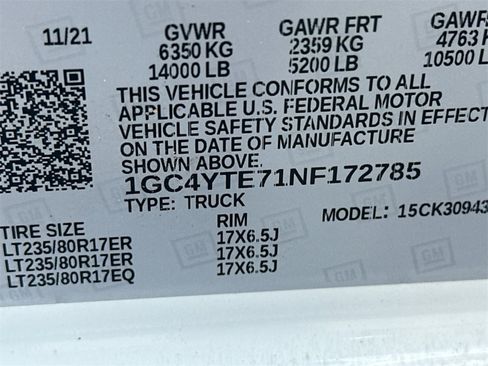 11/21 GVWR GAWR FRT GAWR
6350 KG 2359 KG 4763 K
14000 LB 5200 LB 10500 L
THIS VEHICLE CONFORMS TO ALL
APPLICABLE U.S. FEDERAL MOTOR
VEHICLE SAFETY STANDARDS IN EFFECT
ON THE DATE OF MANUFACTURE
SHOWN ABOVE.
1GC4YTE71NF172785
TYPE: TRUCK MODEL: 15CK30943
TIRE SIZE RIM
LT235/80R17ER 17X6.5J
LT235/80R17ER 17X6.5J
LT235/80R17EQ 17X6.5J
GM